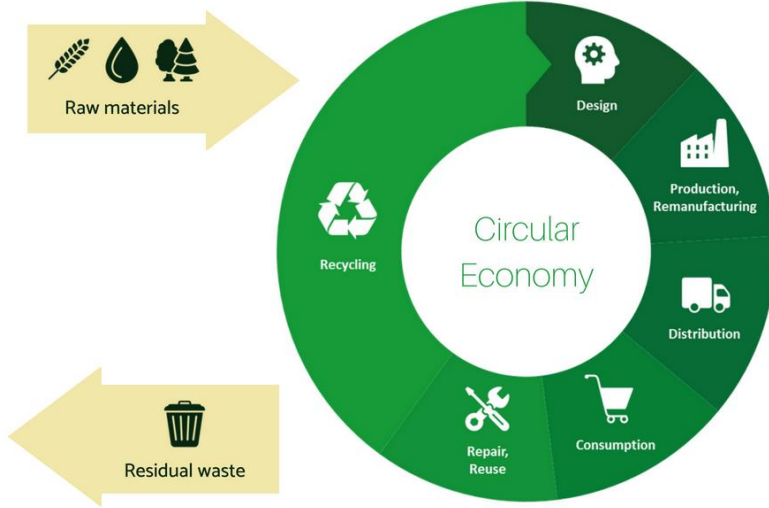 Raw materials
Design
Production,
Remanufacturing
Distribution
Consumption
Repair,
Reuse
Recycling
Circular
Economy
Residual waste